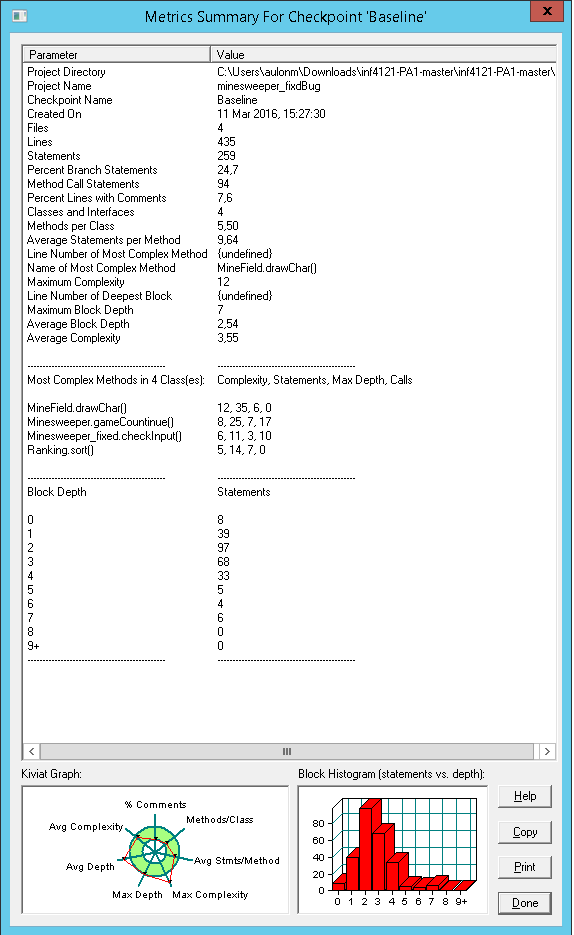 Metrics Summary For Checkpoint 'Baseline'
Parameter Value
Project Directory C:\Users\aulonm\Downloads\inf4121-PA1-master\inf4121-PA1-master\
Project Name minesweeper_fixdBug
Checkpoint Name Baseline
Created On 11 Mar 2016, 15:27:30
Files 4
Lines 435
Statements 259
Percent Branch Statements 24,7
Method Call Statements 94
Percent Lines with Comments 7,6
Classes and Interfaces 4
Methods per Class 5,50
Average Statements per Method 9,64
Line Number of Most Complex Method {undefined}
Name of Most Complex Method MineField.drawChar()
Maximum Complexity 12
Line Number of Deepest Block {undefined}
Maximum Block Depth 7
Average Block Depth 2,54
Average Complexity 3,55
Most Complex Methods in 4 Class(es): Complexity, Statements, Max Depth, Calls
MineField.drawChar() 12, 35, 6, 0
Minesweeper.gameCountinue() 8, 25, 7, 17
Minesweeper_fixed.checkInput() 6, 11, 3, 10
Ranking.sort() 5, 14, 7, 0
Block Depth Statements
0 8
1 39
2 97
3 68
4 33
5 5
6 4
7 6
8 0
9+ 0
Kiviat Graph:
% Comments
Methods/Class
Avg Complexity
Avg Stmts/Method
Avg Depth
Max Depth
Max Complexity
Block Histogram (statements vs. depth):
80
60
40
20
0
0 1 2 3 4 5 6 7 8 9+
Help
Copy
Print
Done